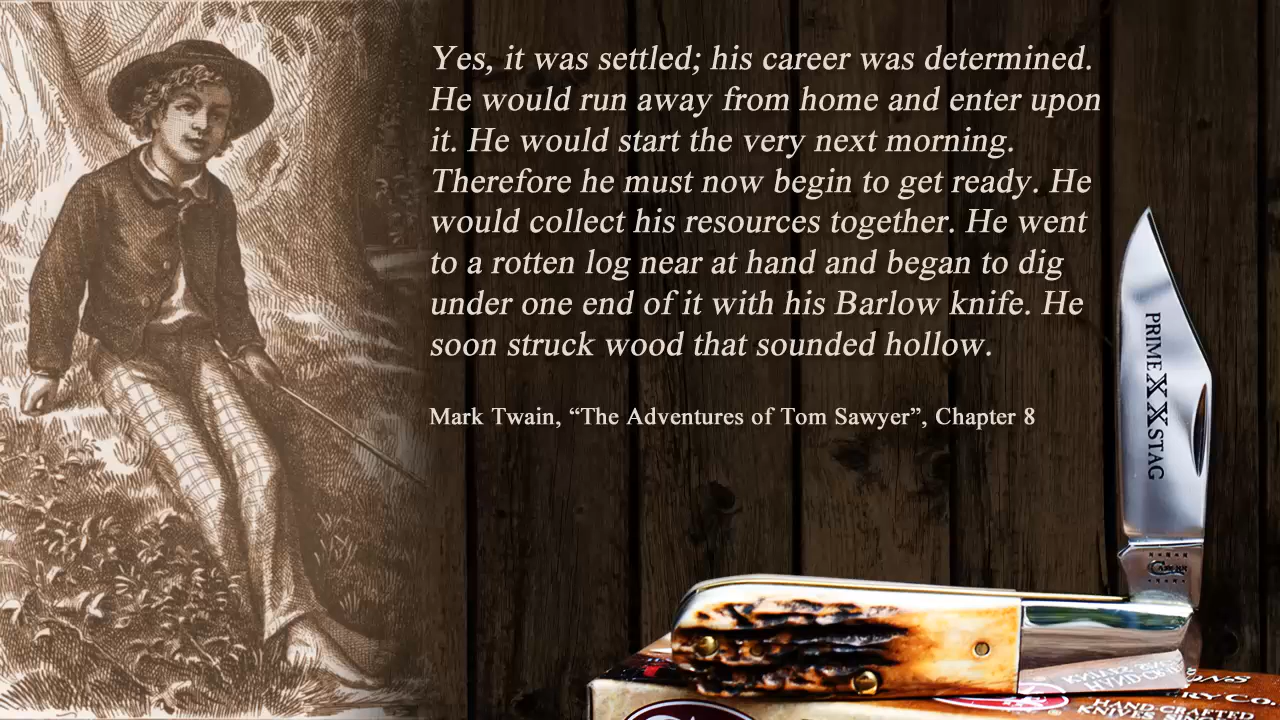 Yes, it was settled; his career was determined.
He would run away from home and enter upon
it. He would start the very next morning.
Therefore he must now begin to get ready. He
would collect his resources together. He went
to a rotten log near at hand and began to dig
under one end of it with his Barlow knife. He
soon struck wood that sounded hollow.
Mark Twain, “The Adventures of Tom Sawyer”, Chapter 8
PRIME XX STAG
HAND-CRAFTED